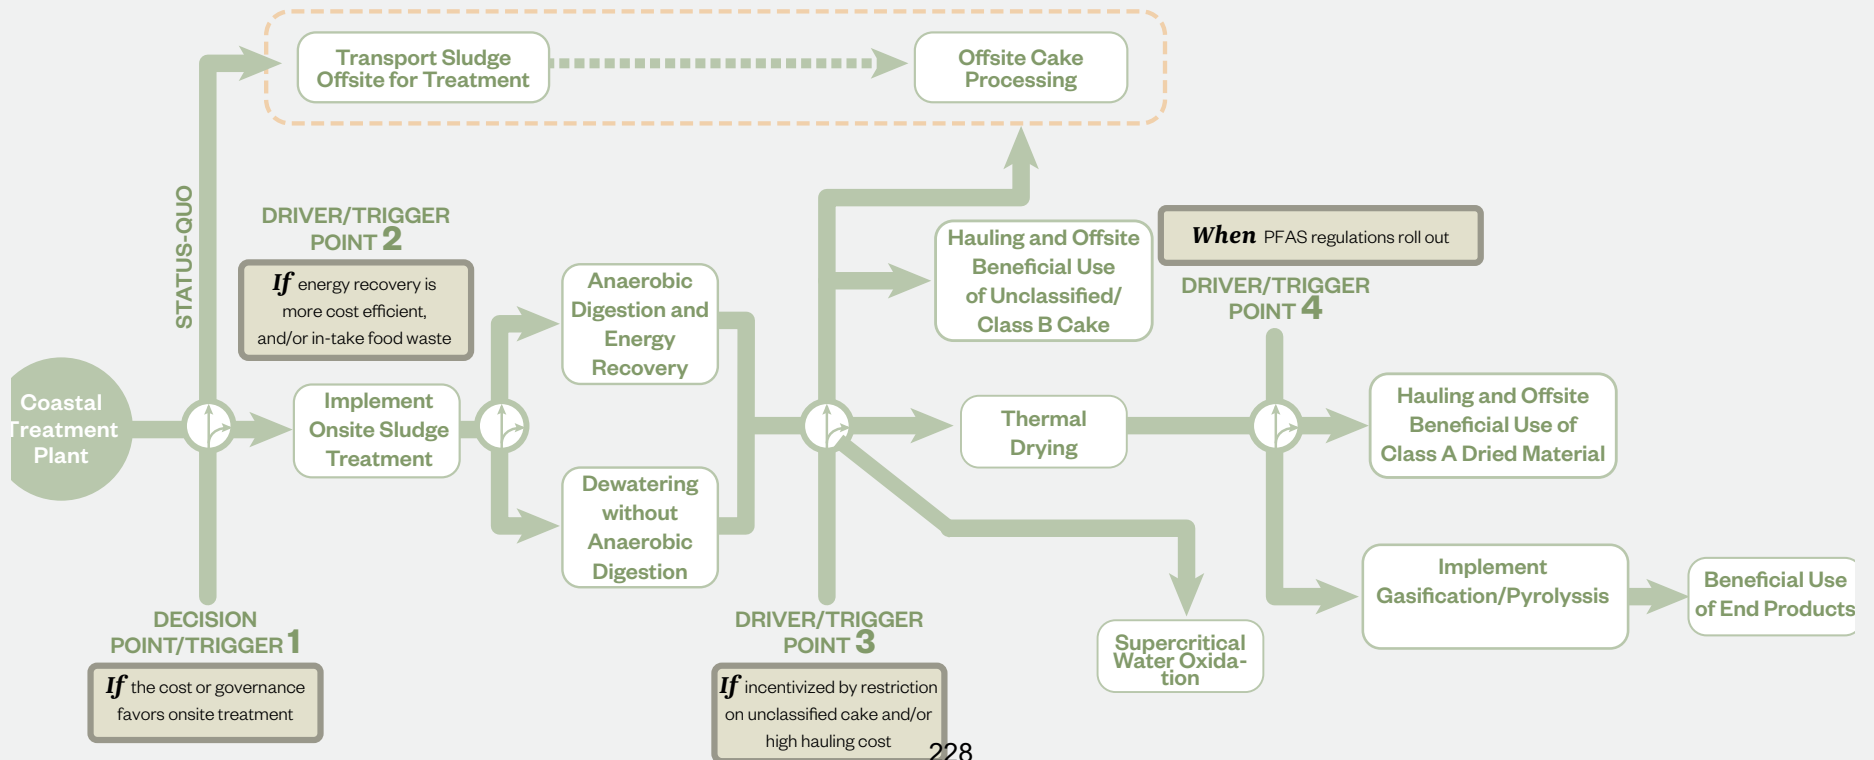 Transport Sludge
Offsite for Treatment
Offsite Cake
Processing
STATUS-QUO
DRIVER/TRIGGER
POINT 2
If energy recovery is
more cost efficient,
and/or in-take food waste
Anaerobic
Digestion and
Energy
Recovery
Hauling and Offsite
Beneficial Use
of Unclassified/
Class B Cake
When PFAS regulations roll out
DRIVER/TRIGGER
POINT 4
Coastal
Treatment
Plant
Implement
Onsite Sludge
Treatment
Thermal
Drying
Hauling and Offsite
Beneficial Use of
Class A Dried Material
Dewatering
without
Anaerobic
Digestion
Implement
Gasification/Pyrolyssis
Beneficial Use
of End Products
DECISION
POINT/TRIGGER 1
If the cost or governance
favors onsite treatment
DRIVER/TRIGGER
POINT 3
If incentivized by restriction
on unclassified cake and/or
high hauling cost
Supercritical
Water Oxida-
tion
228